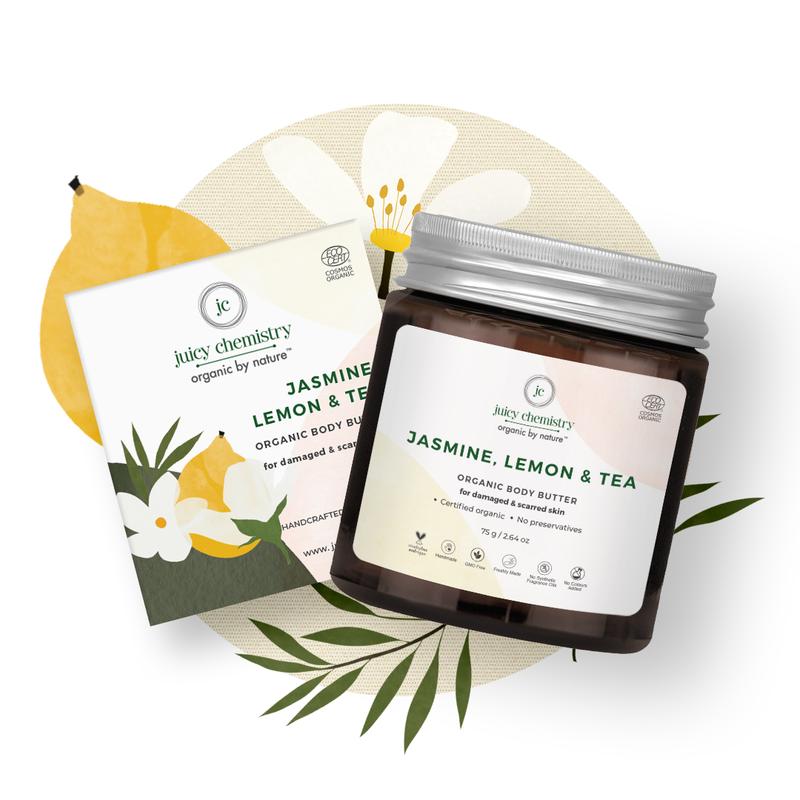 ECO
CERT
COSMOS
ORGANIC
jc
juicy chemistry
organic by nature™
JASMINE
LEMON & TE
ORGANIC BODY BU
for damaged & scar
HANDCRAFTED
www.j
jc
juicy chemistry
organic by nature™
ECO
CERT
COSMOS
ORGANIC
JASMINE, LEMON & TEA
ORGANIC BODY BUTTER
for damaged & scarred skin
• Certified organic • No preservatives
75 g / 2.64 oz
Handmade
GMO Free
Freshly Made
No Synthetic
Fragrance Oils
No Colours
Added